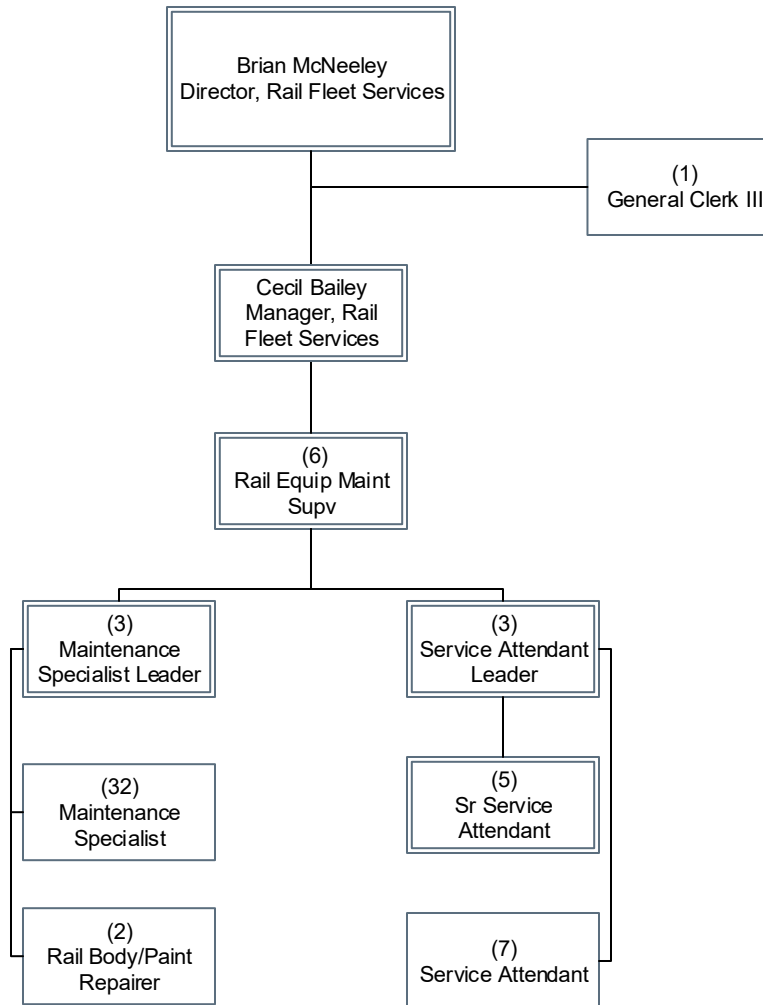 Brian McNeeley
Director, Rail Fleet Services
(1)
General Clerk III
Cecil Bailey
Manager, Rail
Fleet Services
(6)
Rail Equip Maint
Supv
(3)
Maintenance
Specialist Leader
(3)
Service Attendant
Leader
(32)
Maintenance
Specialist
(5)
Sr Service
Attendant
(2)
Rail Body/Paint
Repairer
(7)
Service Attendant